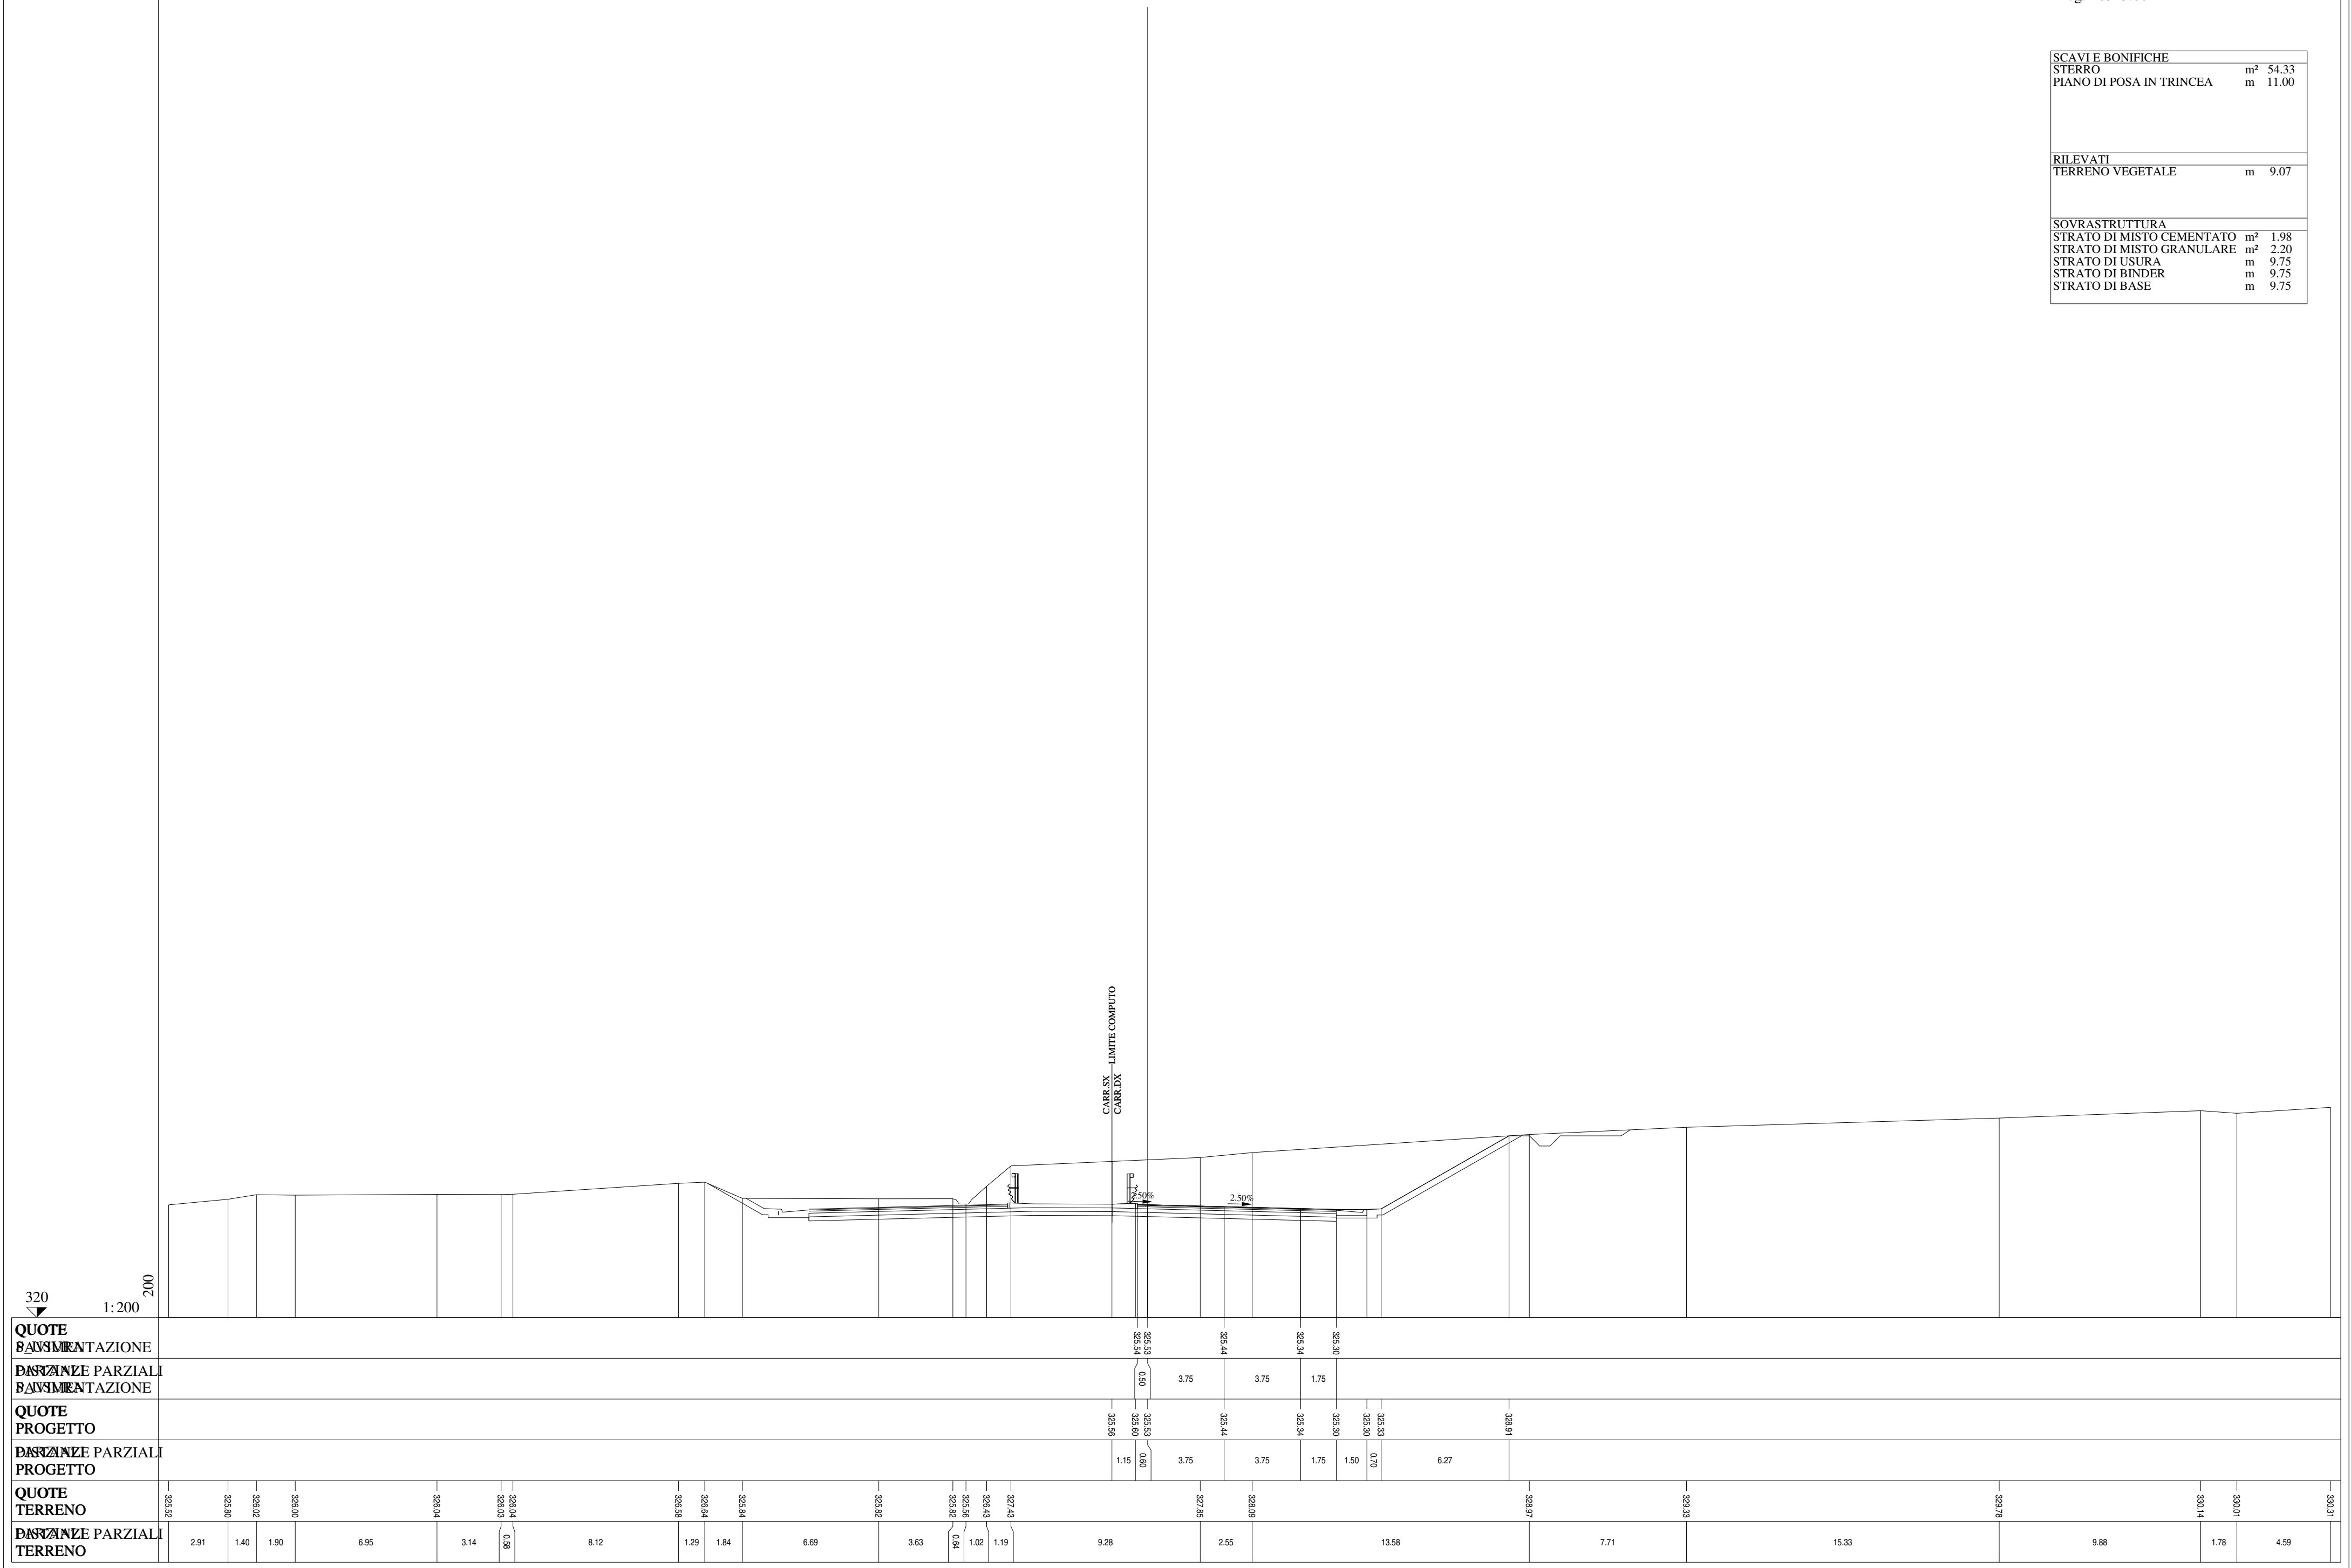 SCAVI E BONIFICHE
STERRO m² 54.33
PIANO DI POSA IN TRINCEA m 11.00
RILEVATI
TERRENO VEGETALE m 9.07
SOVRASTRUTTURA
STRATO DI MISTO CEMENTATO m² 1.98
STRATO DI MISTO GRANULARE m² 2.20
STRATO DI USURA m 9.75
STRATO DI BINDER m 9.75
STRATO DI BASE m 9.75
LIMITE COMPUTO
CARR.SX
CARR.DX
2.50% 2.50%
320 1:200 200
QUOTE
PAVIMENTAZIONE
325.54 325.53 325.44 325.34 325.30
PARZIALI
PAVIMENTAZIONE
0.50 3.75 3.75 1.75
QUOTE
PROGETTO
325.56 325.60 325.53 325.44 325.34 325.30 325.30 325.33 328.91
PARZIALI
PROGETTO
1.15 0.60 3.75 3.75 1.75 1.50 0.70 6.27
QUOTE
TERRENO
325.52 325.80 326.02 326.00 326.04 326.03 326.04 326.58 326.64 325.84 325.82 325.82 325.56 326.43 327.43 327.85 328.09 328.97 329.33 329.78 330.14 330.01 330.31
PARZIALI
TERRENO
2.91 1.40 1.90 6.95 3.14 0.58 8.12 1.29 1.84 6.69 3.63 0.64 1.02 1.19 9.28 2.55 13.58 7.71 15.33 9.88 1.78 4.59